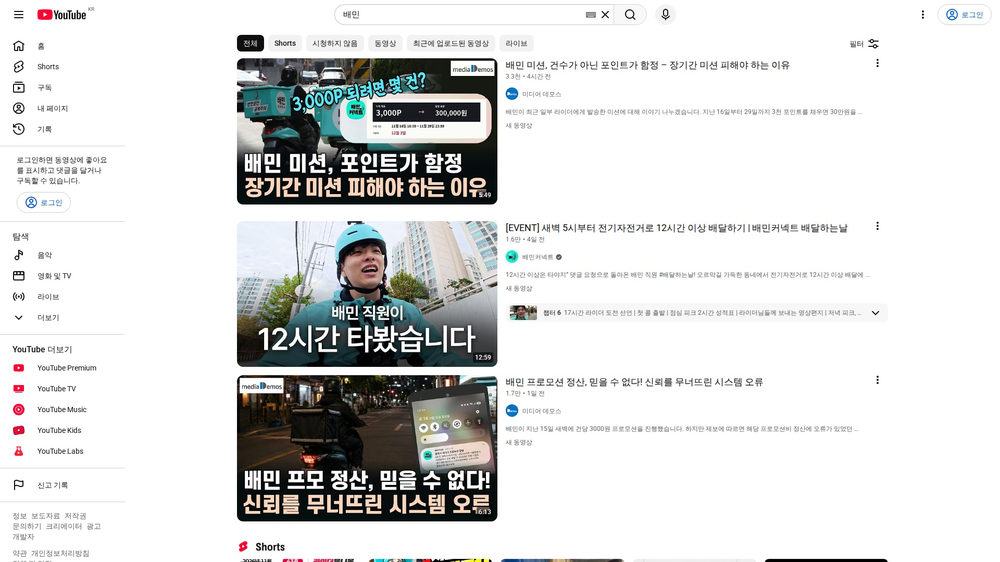 YouTube KR
배민
로그인
홈
Shorts
구독
내 페이지
기록
로그인하면 동영상에 좋아요
를 표시하고 댓글을 달거나
구독할 수 있습니다.
로그인
탐색
음악
영화 및 TV
라이브
더보기
YouTube 더보기
YouTube Premium
YouTube TV
YouTube Music
YouTube Kids
YouTube Labs
신고 기록
정보 보도자료 저작권
문의하기 크리에이터 광고
개발자
약관 개인정보처리방침
전체 Shorts 시청하지 않음 동영상 최근에 업로드된 동영상 라이브
필터
media Demos
3,000P 되려면 몇 건?
3,000P → 300,000원
배민 미션, 포인트가 함정
장기간 미션 피해야 하는 이유
5:49
배민 미션, 건수가 아닌 포인트가 함정 – 장기간 미션 피해야 하는 이유
3.3천 • 4시간 전
미디어 데모스
배민이 최근 일부 라이더에게 발송한 미션에 대해 이야기 나누겠습니다. 지난 16일부터 29일까지 3천 포인트를 채우면 30만원을 ...
새 동영상
배민 직원이
12시간 타봤습니다
12:59
[EVENT] 새벽 5시부터 전기자전거로 12시간 이상 배달하기 | 배민커넥트 배달하는날
1.6만 • 4일 전
배민커넥트
12시간 이상은 타야지" 댓글 요청으로 돌아온 배민 직원 #배달하는날! 오르막길 가득한 동네에서 전기자전거로 12시간 이상 배달에 ...
새 동영상
챕터 6 17시간 라이더 도전 선언 | 첫 콜 출발 | 점심 피크 2시간 성적표 | 라이더님들께 보내는 영상편지 | 저녁 피크, ...
media Demos
배민 프모 정산, 믿을 수 없다!
신뢰를 무너뜨린 시스템 오류
6:13
배민 프로모션 정산, 믿을 수 없다! 신뢰를 무너뜨린 시스템 오류
1.7만 • 1일 전
미디어 데모스
배민이 지난 15일 새벽에 건당 3000원 프로모션을 진행했습니다. 하지만 제보에 따르면 해당 프로모션비 정산에 오류가 있었던 ...
새 동영상
Shorts